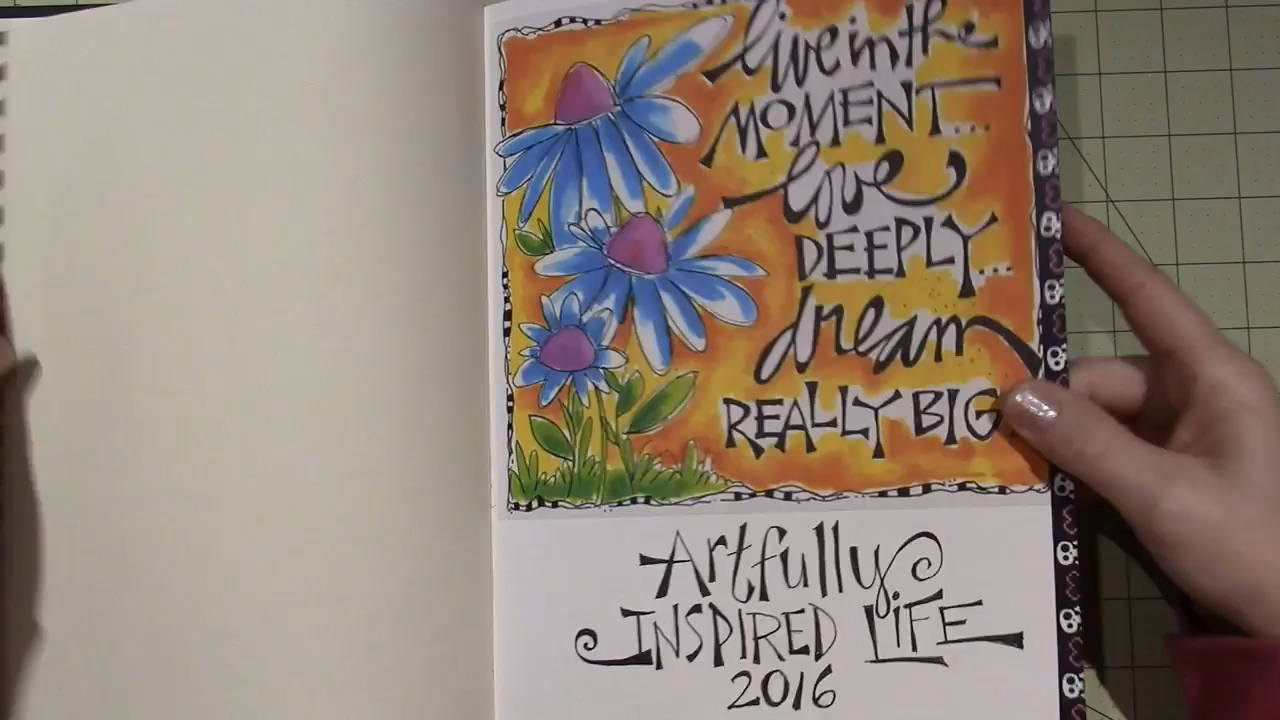 live in the
MOMENT...
love
DEEPLY...
dream
REALLY BIG
Artfully
INSPIRED LiFE
2016